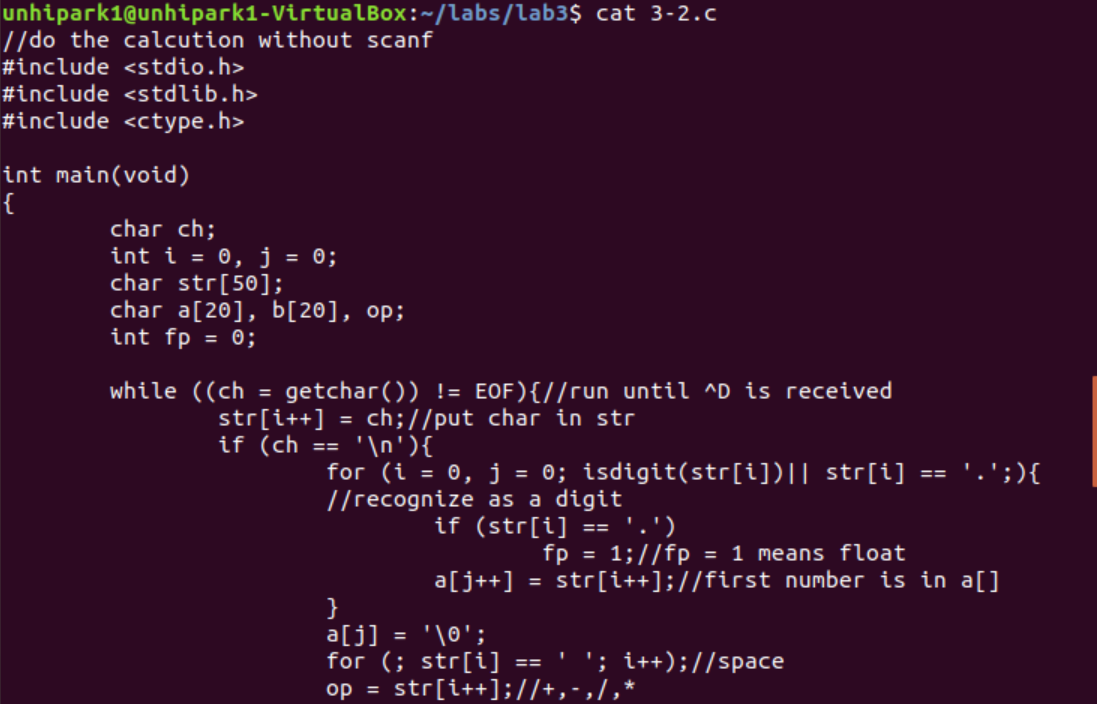 unhipark1@unhipark1-VirtualBox:~/labs/lab3$ cat 3-2.c
//do the calcution without scanf
#include <stdio.h>
#include <stdlib.h>
#include <ctype.h>

int main(void)
{
        char ch;
        int i = 0, j = 0;
        char str[50];
        char a[20], b[20], op;
        int fp = 0;

        while ((ch = getchar()) != EOF){//run until ^D is received
                str[i++] = ch;//put char in str
                if (ch == '\n'){
                        for (i = 0, j = 0; isdigit(str[i])|| str[i] == '.';){
                        //recognize as a digit
                                if (str[i] == '.')
                                        fp = 1;//fp = 1 means float
                                a[j++] = str[i++];//first number is in a[]
                        }
                        a[j] = '\0';
                        for (; str[i] == ' '; i++);//space
                        op = str[i++];//+,-,/,*